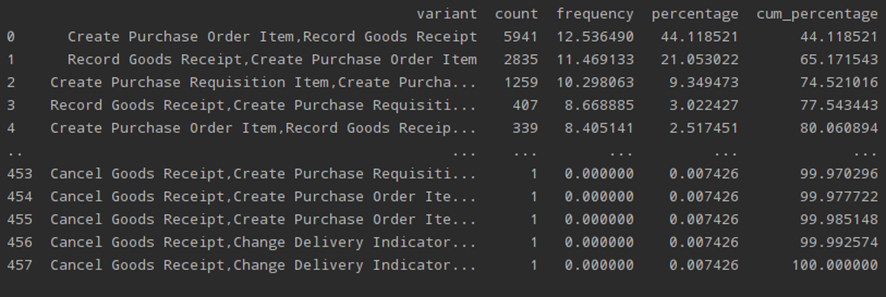 variant count frequency percentage cum_percentage
0 Create Purchase Order Item,Record Goods Receipt 5941 12.536490 44.118521 44.118521
1 Record Goods Receipt,Create Purchase Order Item 2835 11.469133 21.053022 65.171543
2 Create Purchase Requisition Item,Create Purcha... 1259 10.298063 9.349473 74.521016
3 Record Goods Receipt,Create Purchase Requisiti... 407 8.668885 3.022427 77.543443
4 Create Purchase Order Item,Record Goods Receip... 339 8.405141 2.517451 80.060894
.. ... ... ... ... ...
453 Cancel Goods Receipt,Create Purchase Requisiti... 1 0.000000 0.007426 99.970296
454 Cancel Goods Receipt,Create Purchase Order Ite... 1 0.000000 0.007426 99.977722
455 Cancel Goods Receipt,Create Purchase Order Ite... 1 0.000000 0.007426 99.985148
456 Cancel Goods Receipt,Change Delivery Indicator... 1 0.000000 0.007426 99.992574
457 Cancel Goods Receipt,Change Delivery Indicator... 1 0.000000 0.007426 100.000000